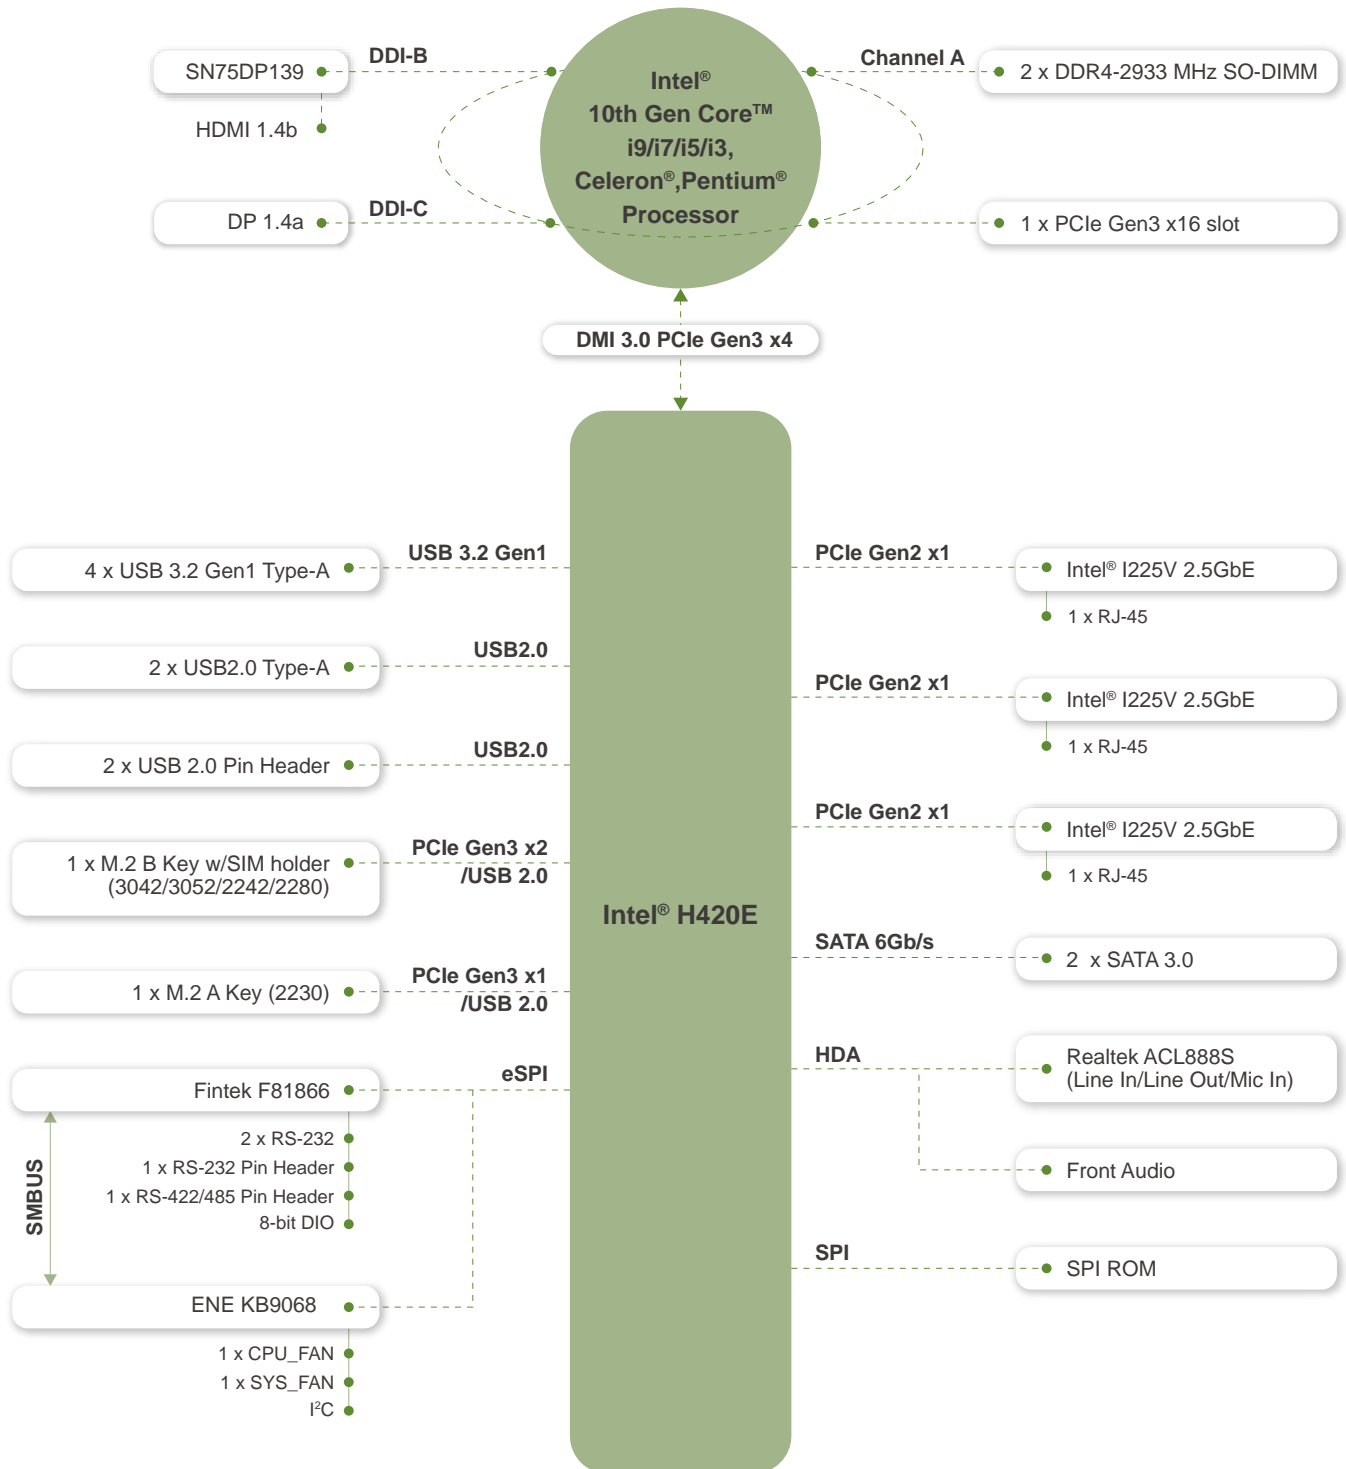 SN75DP139
DDI-B
HDMI 1.4b
DP 1.4a
DDI-C
Intel®
10th Gen Core™
i9/i7/i5/i3,
Celeron®,Pentium®
Processor
Channel A
2 x DDR4-2933 MHz SO-DIMM
1 x PCIe Gen3 x16 slot
DMI 3.0 PCIe Gen3 x4
Intel® H420E
USB 3.2 Gen1
4 x USB 3.2 Gen1 Type-A
USB2.0
2 x USB2.0 Type-A
USB2.0
2 x USB 2.0 Pin Header
PCIe Gen3 x2
/USB 2.0
1 x M.2 B Key w/SIM holder
(3042/3052/2242/2280)
PCIe Gen3 x1
/USB 2.0
1 x M.2 A Key (2230)
eSPI
Fintek F81866
2 x RS-232
1 x RS-232 Pin Header
1 x RS-422/485 Pin Header
8-bit DIO
SMBUS
ENE KB9068
1 x CPU_FAN
1 x SYS_FAN
I²C
PCIe Gen2 x1
Intel® I225V 2.5GbE
1 x RJ-45
PCIe Gen2 x1
Intel® I225V 2.5GbE
1 x RJ-45
PCIe Gen2 x1
Intel® I225V 2.5GbE
1 x RJ-45
SATA 6Gb/s
2 x SATA 3.0
HDA
Realtek ACL888S
(Line In/Line Out/Mic In)
Front Audio
SPI
SPI ROM